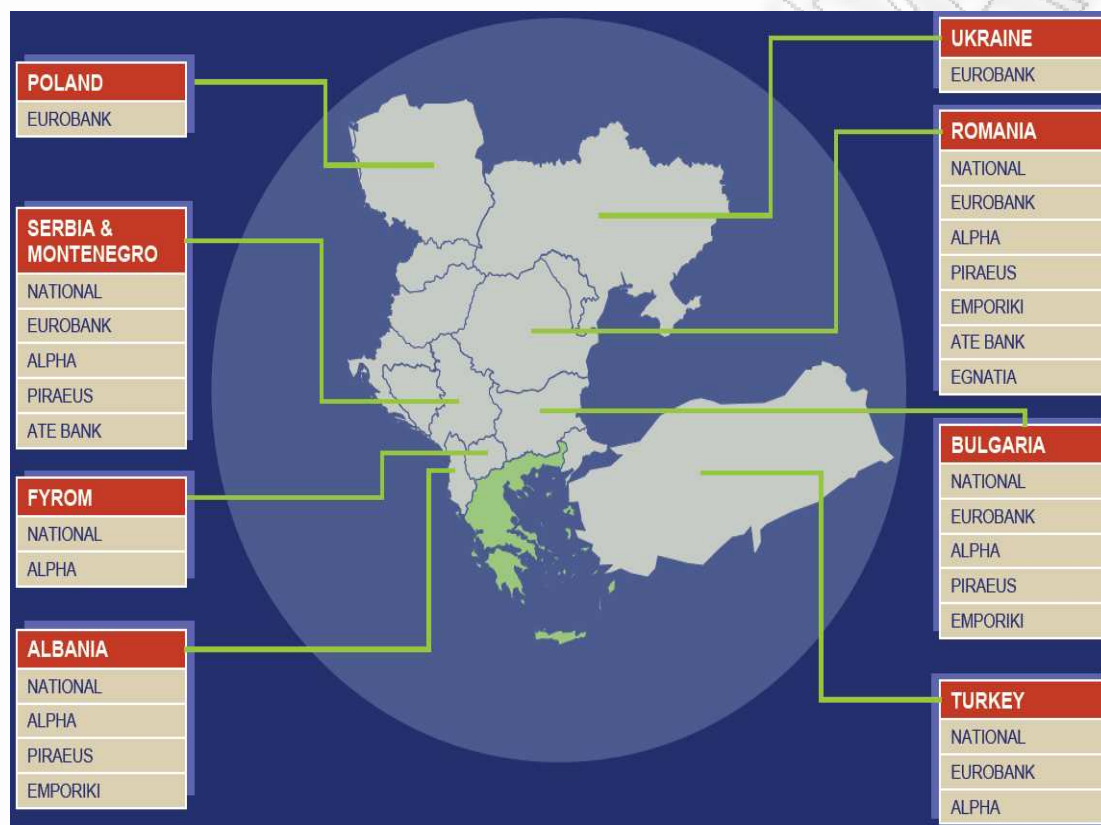 POLAND
EUROBANK
SERBIA &
MONTENEGRO
NATIONAL
EUROBANK
ALPHA
PIRAEUS
ATE BANK
FYROM
NATIONAL
ALPHA
ALBANIA
NATIONAL
ALPHA
PIRAEUS
EMPORIKI
UKRAINE
EUROBANK
ROMANIA
NATIONAL
EUROBANK
ALPHA
PIRAEUS
EMPORIKI
ATE BANK
EGNATIA
BULGARIA
NATIONAL
EUROBANK
ALPHA
PIRAEUS
EMPORIKI
TURKEY
NATIONAL
EUROBANK
ALPHA